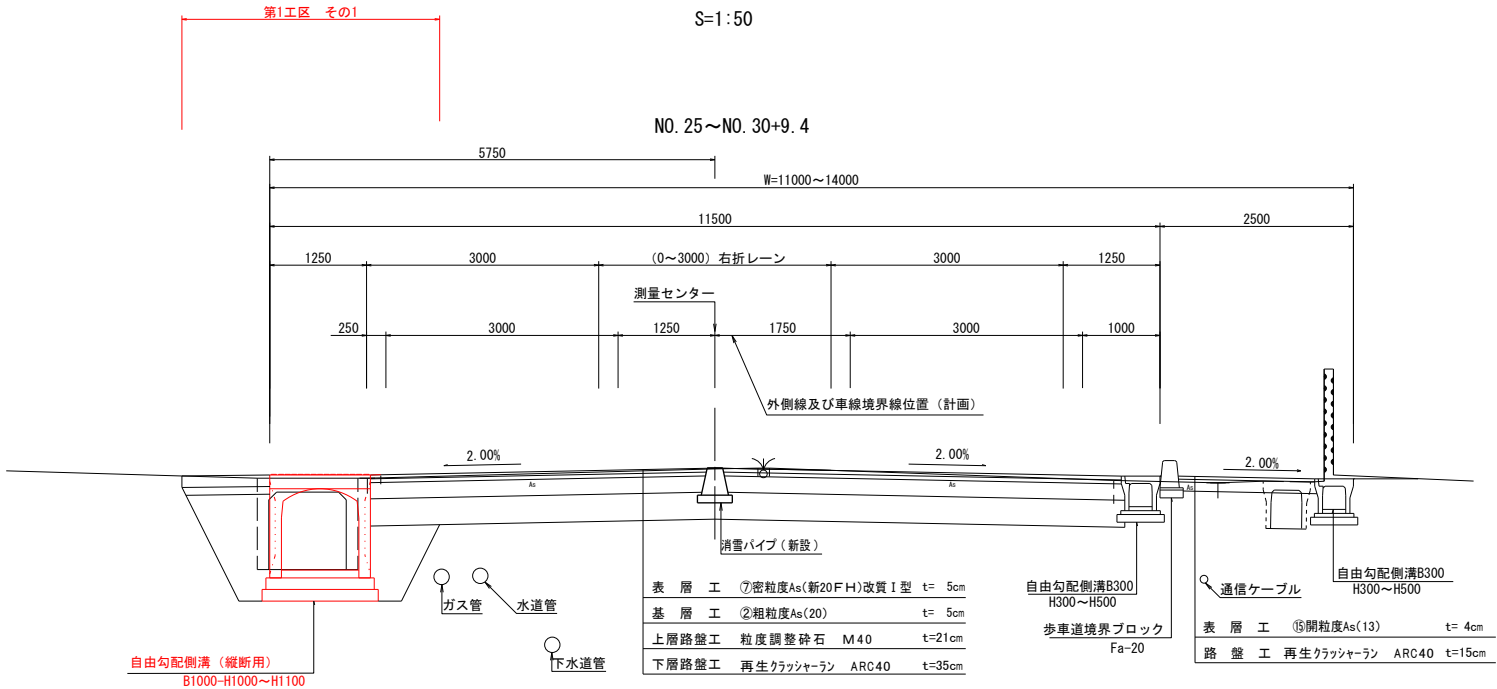 第1工区 その1
S=1:50
NO.25～NO.30+9.4
5750
W=11000～14000
11500
2500
1250
3000
(0～3000) 右折レーン
3000
1250
測量センター
250
3000
1250
1750
3000
1000
外側線及び車線境界線位置（計画）
2.00%
2.00%
2.00%
As
As
As
消雪パイプ（新設）
ガス管
水道管
下水道管
自由勾配側溝（縦断用）
B1000-H1000～H1100
表 層 工 ⑦密粒度As(新20FH)改質Ⅰ型 t= 5cm
基 層 工 ②粗粒度As(20) t= 5cm
上層路盤工 粒度調整砕石 M40 t=21cm
下層路盤工 再生クラッシャーラン ARC40 t=35cm
自由勾配側溝B300
H300～H500
歩車道境界ブロック
Fa-20
通信ケーブル
自由勾配側溝B300
H300～H500
表 層 工 ⑮開粒度As(13) t= 4cm
路 盤 工 再生クラッシャーラン ARC40 t=15cm